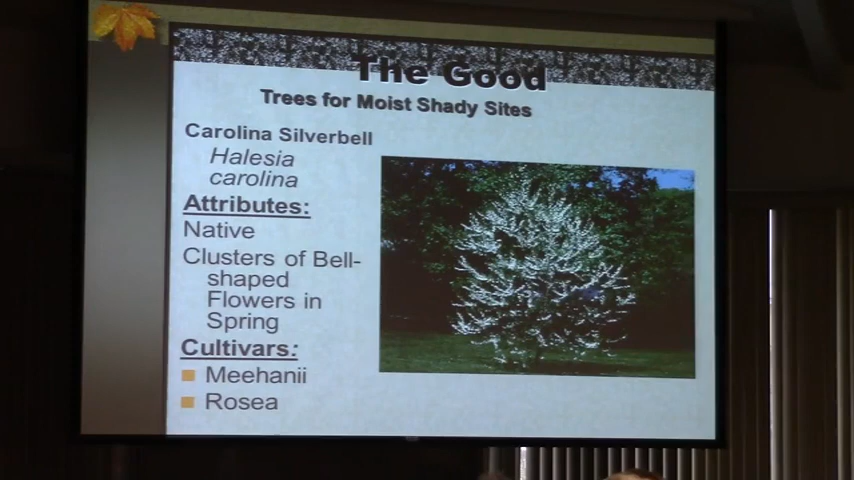 The Good
Trees for Moist Shady Sites
Carolina Silverbell
Halesia
carolina
Attributes:
Native
Clusters of Bell-
shaped
Flowers in
Spring
Cultivars:
Meehanii
Rosea